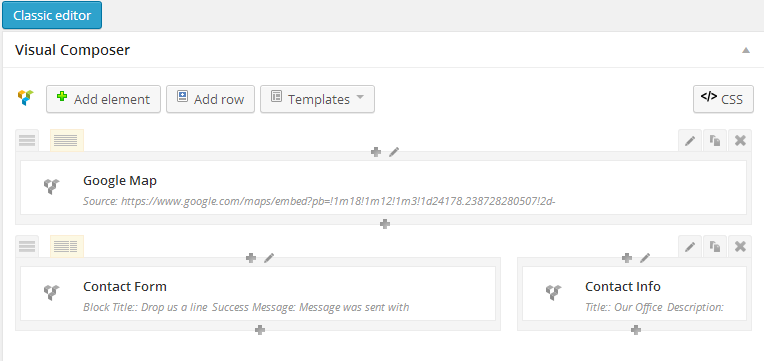 Classic editor
Visual Composer
Add element
Add row
Templates
</> CSS
Google Map
Source: https://www.google.com/maps/embed?pb=!1m18!1m12!1m3!1d24178.238728280507!2d-
Contact Form
Block Title:: Drop us a line Success Message: Message was sent with
Contact Info
Title:: Our Office Description: